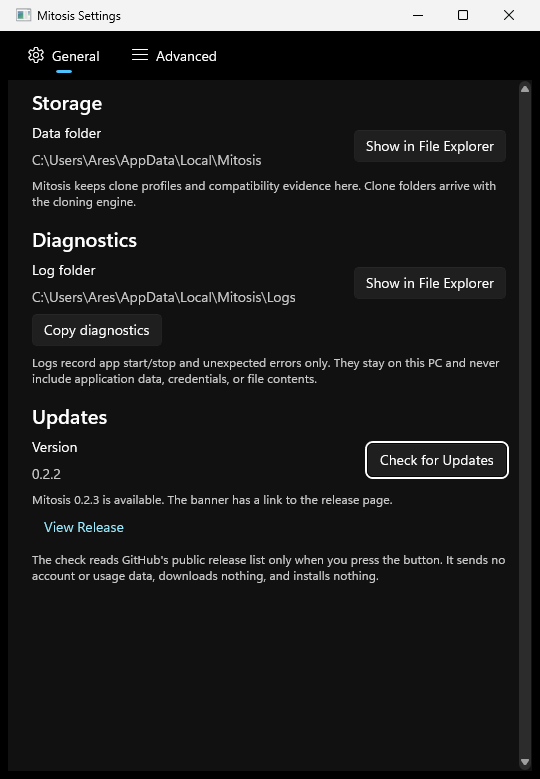 Mitosis Settings
General
Advanced
Storage
Data folder
C:\Users\Ares\AppData\Local\Mitosis
Show in File Explorer
Mitosis keeps clone profiles and compatibility evidence here. Clone folders arrive with
the cloning engine.
Diagnostics
Log folder
C:\Users\Ares\AppData\Local\Mitosis\Logs
Show in File Explorer
Copy diagnostics
Logs record app start/stop and unexpected errors only. They stay on this PC and never
include application data, credentials, or file contents.
Updates
Version
0.2.2
Check for Updates
Mitosis 0.2.3 is available. The banner has a link to the release page.
View Release
The check reads GitHub's public release list only when you press the button. It sends no
account or usage data, downloads nothing, and installs nothing.